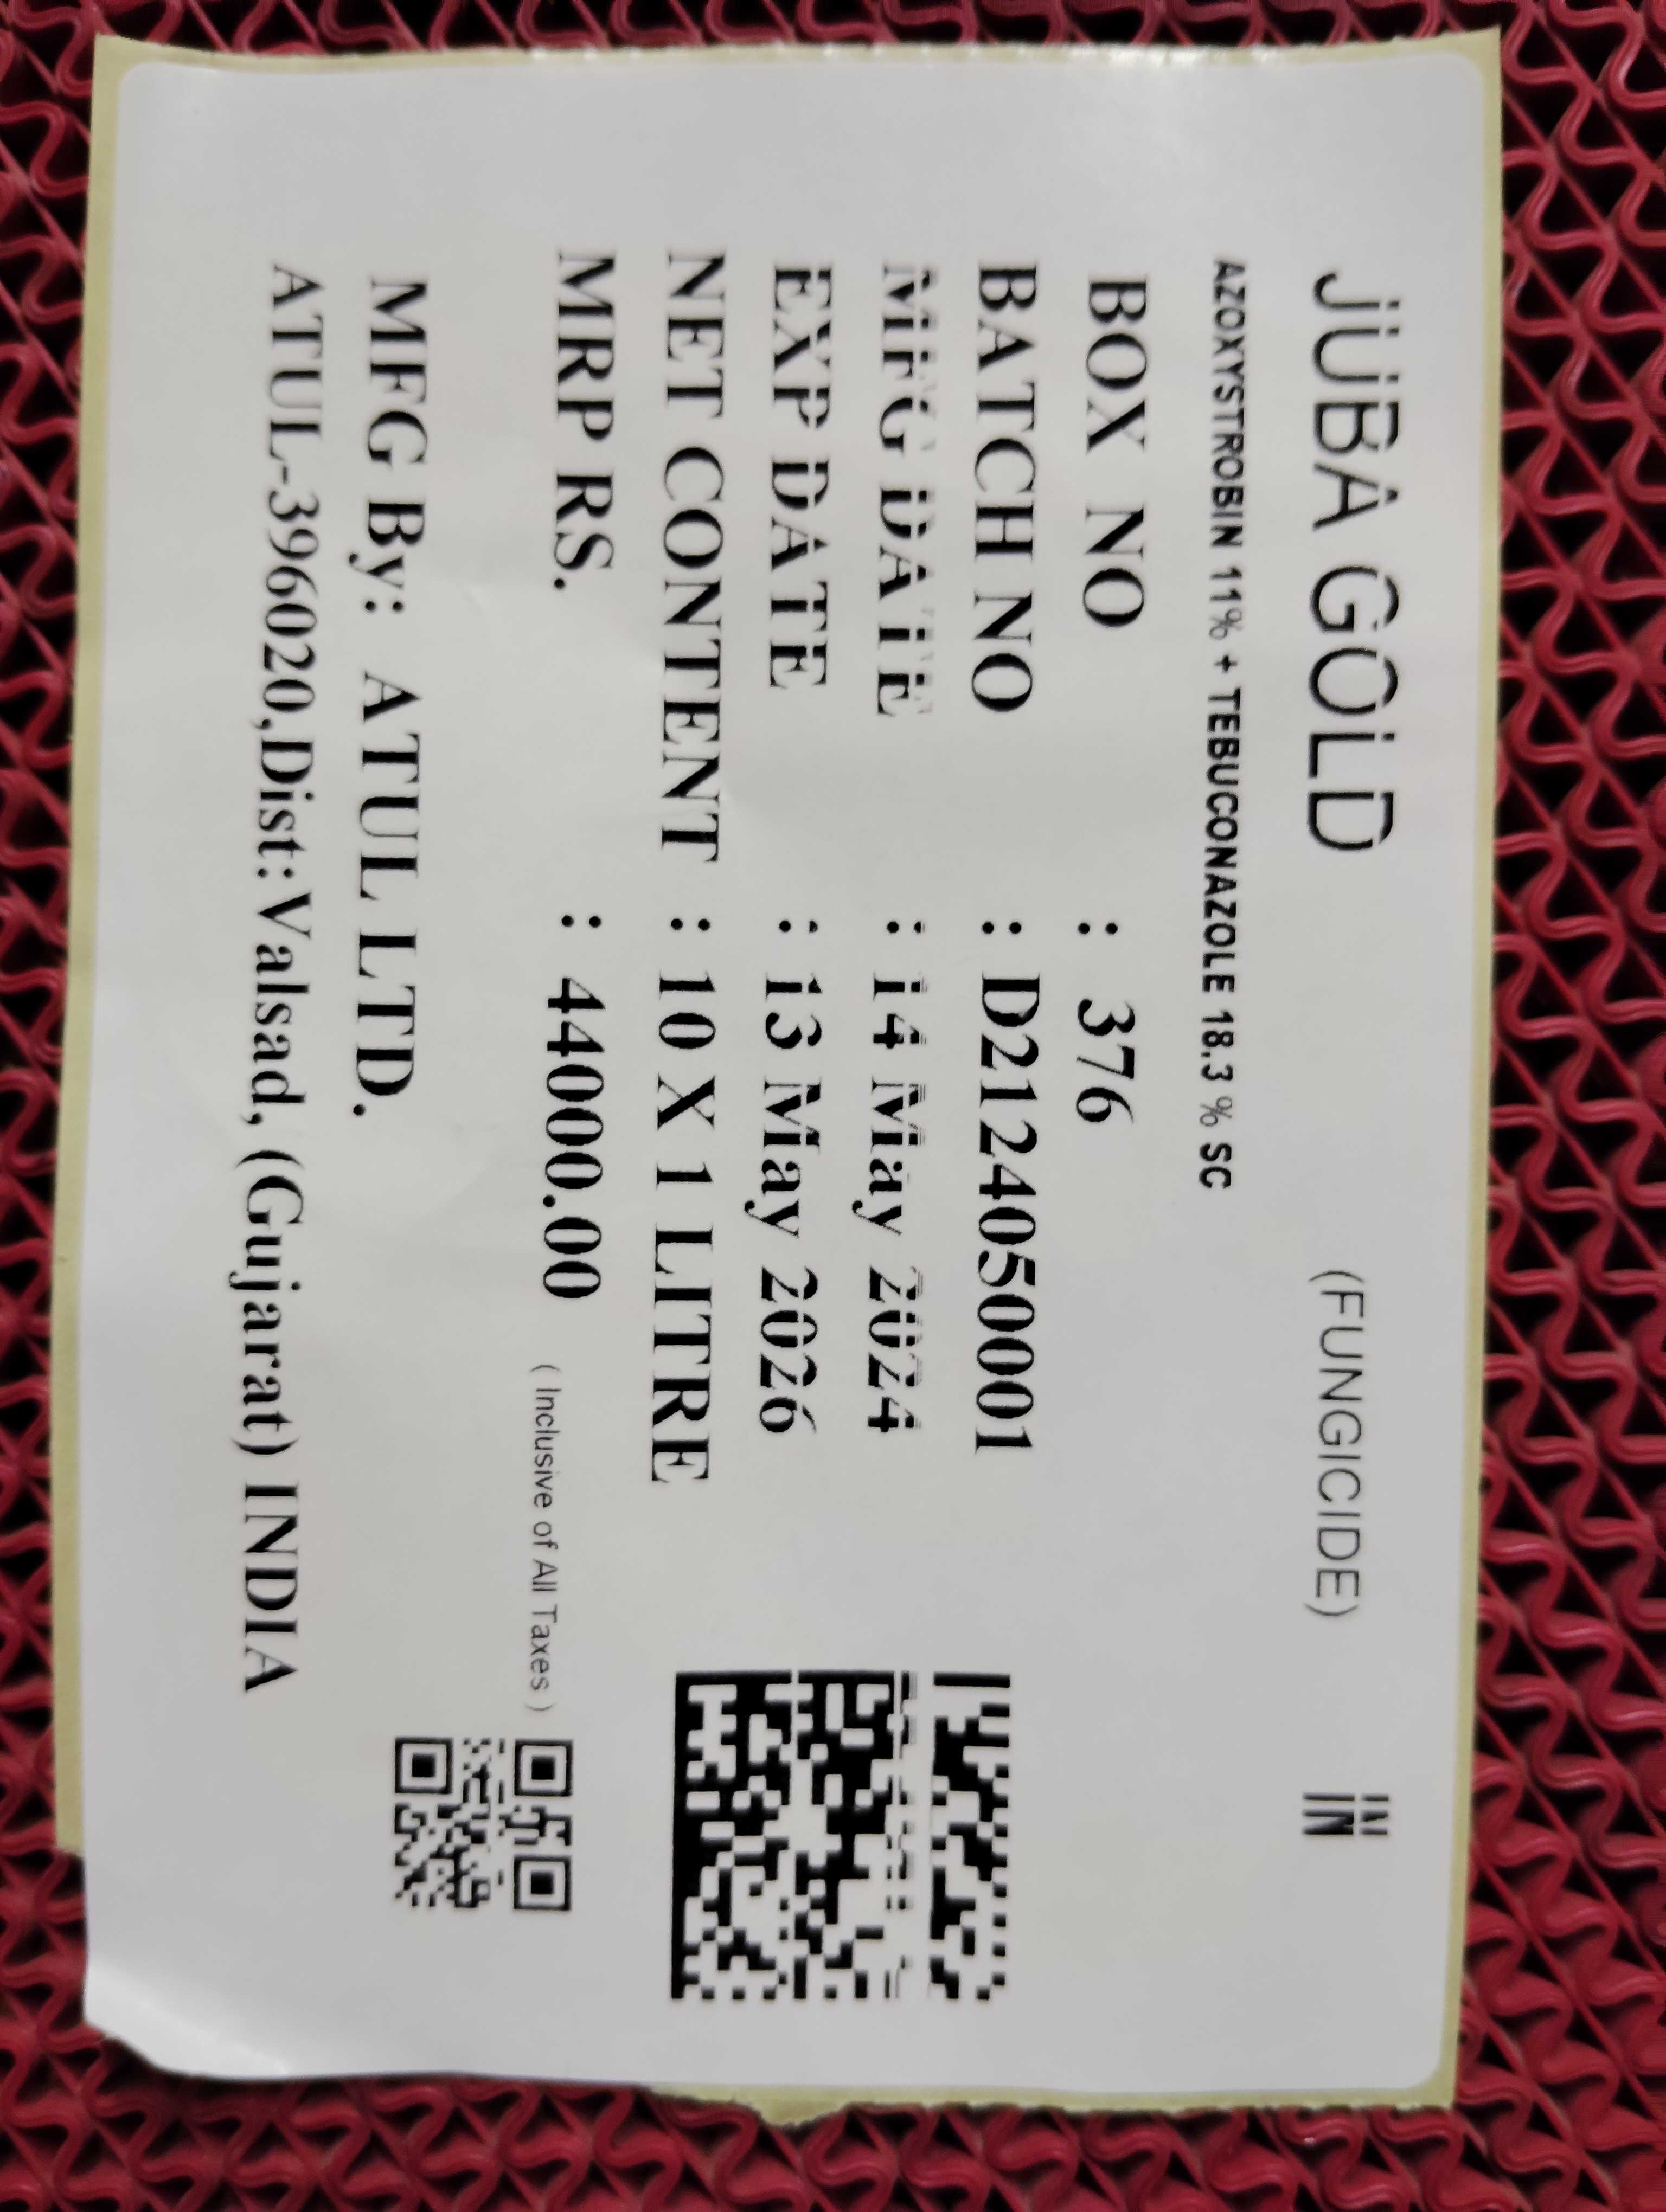 JUBA GOLD (FUNGICIDE) IN
AZOXYSTROBIN 11% + TEBUCONAZOLE 18.3 % SC
BOX NO : 376
BATCH NO : D2124050001
MFG DATE : 14 May 2024
EXP DATE : 13 May 2026
NET CONTENT : 10 X 1 LITRE
MRP RS. : 44000.00 ( Inclusive of All Taxes )
MFG By: ATUL LTD.
ATUL-396020,Dist:Valsad, (Gujarat) INDIA